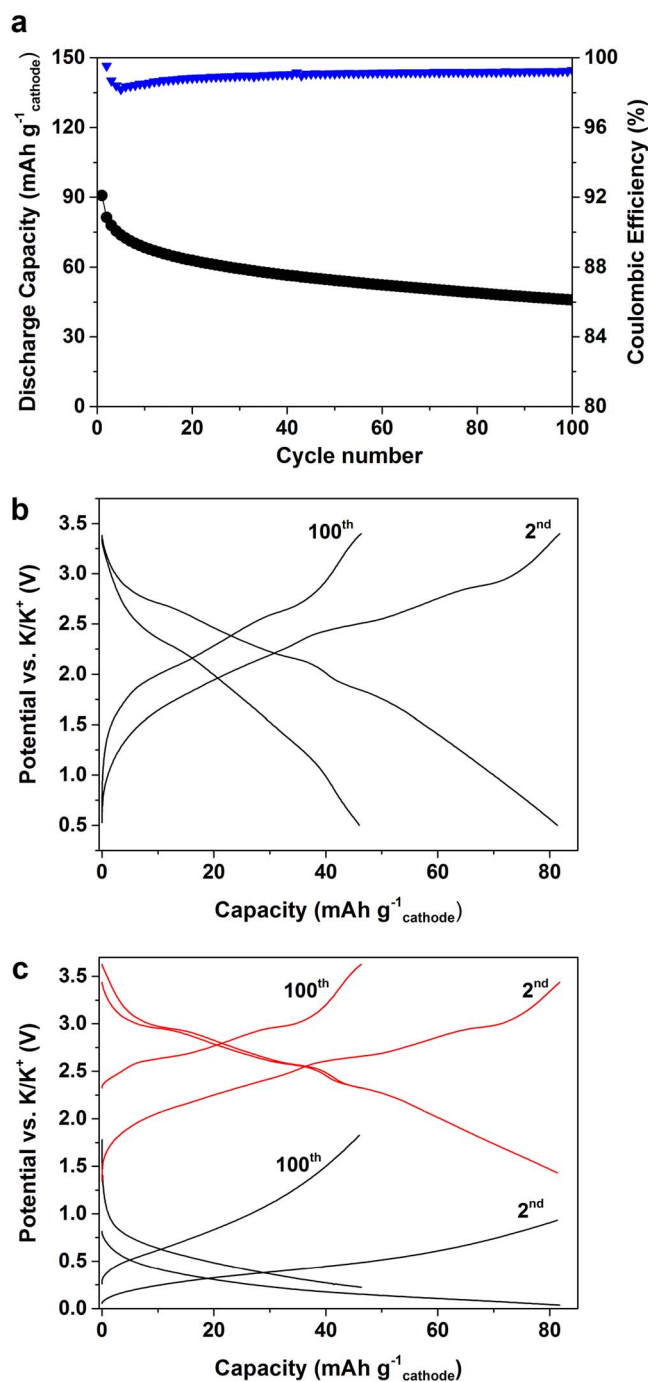 a
Discharge Capacity (mAh g⁻¹cathode)
150
120
90
60
30
0
100
96
92
88
84
80
Coulombic Efficiency (%)
0 20 40 60 80 100
Cycle number
b
Potential vs. K/K⁺ (V)
3.5
3.0
2.5
2.0
1.5
1.0
0.5
100th
2nd
0 20 40 60 80
Capacity (mAh g⁻¹cathode)
c
Potential vs. K/K⁺ (V)
3.5
3.0
2.5
2.0
1.5
1.0
0.5
0.0
100th
2nd
100th
2nd
0 20 40 60 80
Capacity (mAh g⁻¹cathode)